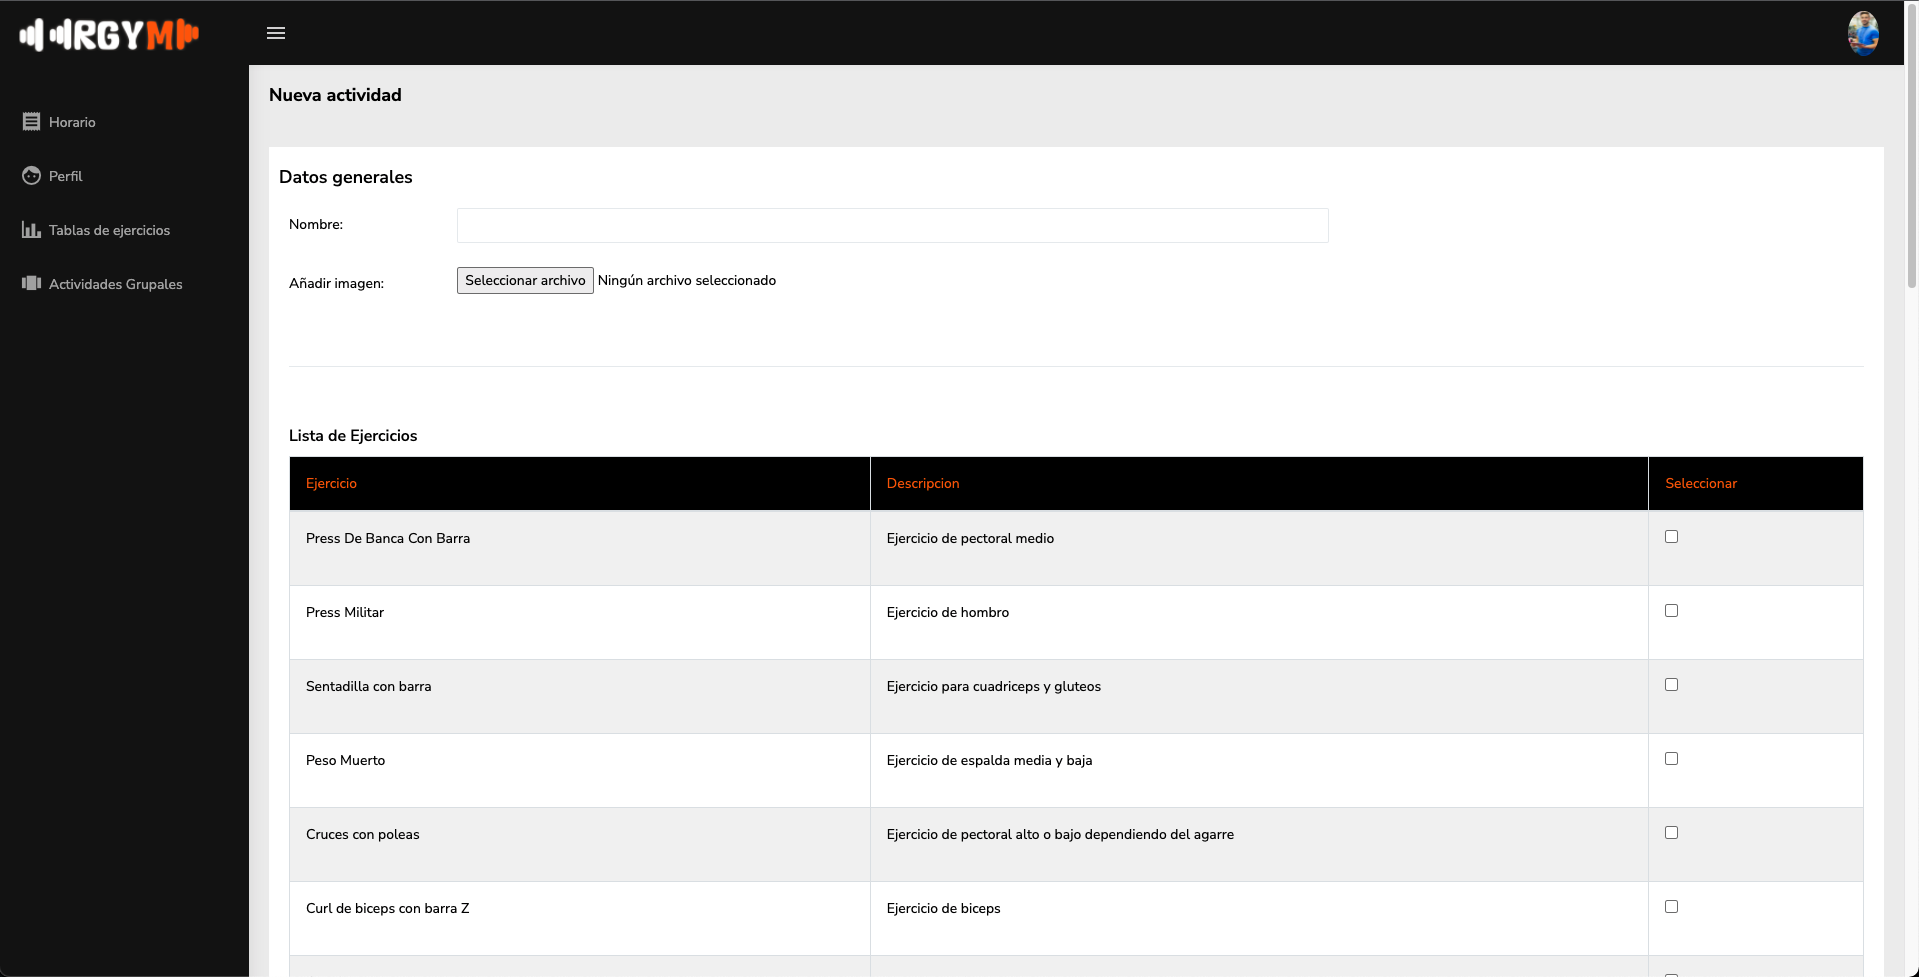 RGYM
Nueva actividad
Horario
Perfil
Tablas de ejercicios
Actividades Grupales
Datos generales
Nombre:
Añadir imagen: Seleccionar archivo Ningún archivo seleccionado
Lista de Ejercicios
Ejercicio Descripcion Seleccionar
Press De Banca Con Barra Ejercicio de pectoral medio
Press Militar Ejercicio de hombro
Sentadilla con barra Ejercicio para cuadriceps y gluteos
Peso Muerto Ejercicio de espalda media y baja
Cruces con poleas Ejercicio de pectoral alto o bajo dependiendo del agarre
Curl de biceps con barra Z Ejercicio de biceps